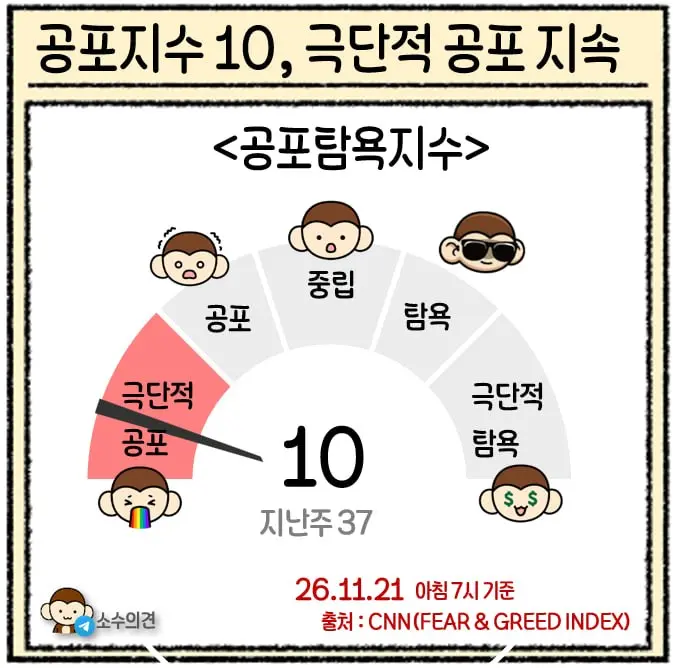 공포지수 10, 극단적 공포 지속
<공포탐욕지수>
중립
공포
탐욕
극단적
공포
극단적
탐욕
10
지난주 37
26.11.21 아침 7시 기준
출처 : CNN(FEAR & GREED INDEX)
소수의견